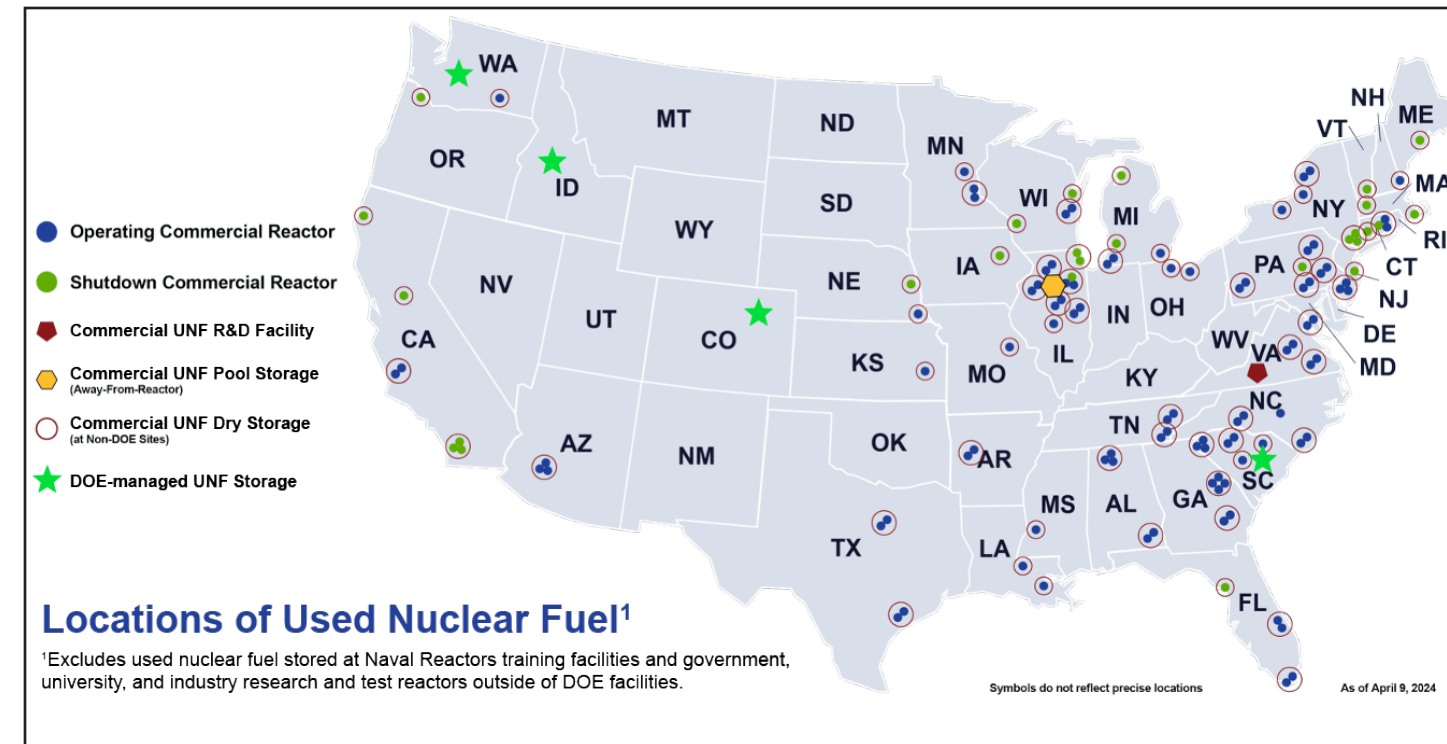 WA
NH
ME
VT
MT
ND
MN
OR
ID
WI
MA
NY
SD
MI
RI
Operating Commercial Reactor
WY
IA
PA
CT
Shutdown Commercial Reactor
NV
NE
NJ
IN
OH
UT
DE
Commercial UNF R&D Facility
CA
CO
WV
VA
IL
MD
Commercial UNF Pool Storage
(Away-From-Reactor)
KS
MO
KY
NC
Commercial UNF Dry Storage
(at Non-DOE Sites)
TN
AZ
NM
OK
AR
DOE-managed UNF Storage
SC
MS
AL
GA
TX
LA
FL
Locations of Used Nuclear Fuel¹
¹Excludes used nuclear fuel stored at Naval Reactors training facilities and government,
university, and industry research and test reactors outside of DOE facilities.
Symbols do not reflect precise locations
As of April 9, 2024